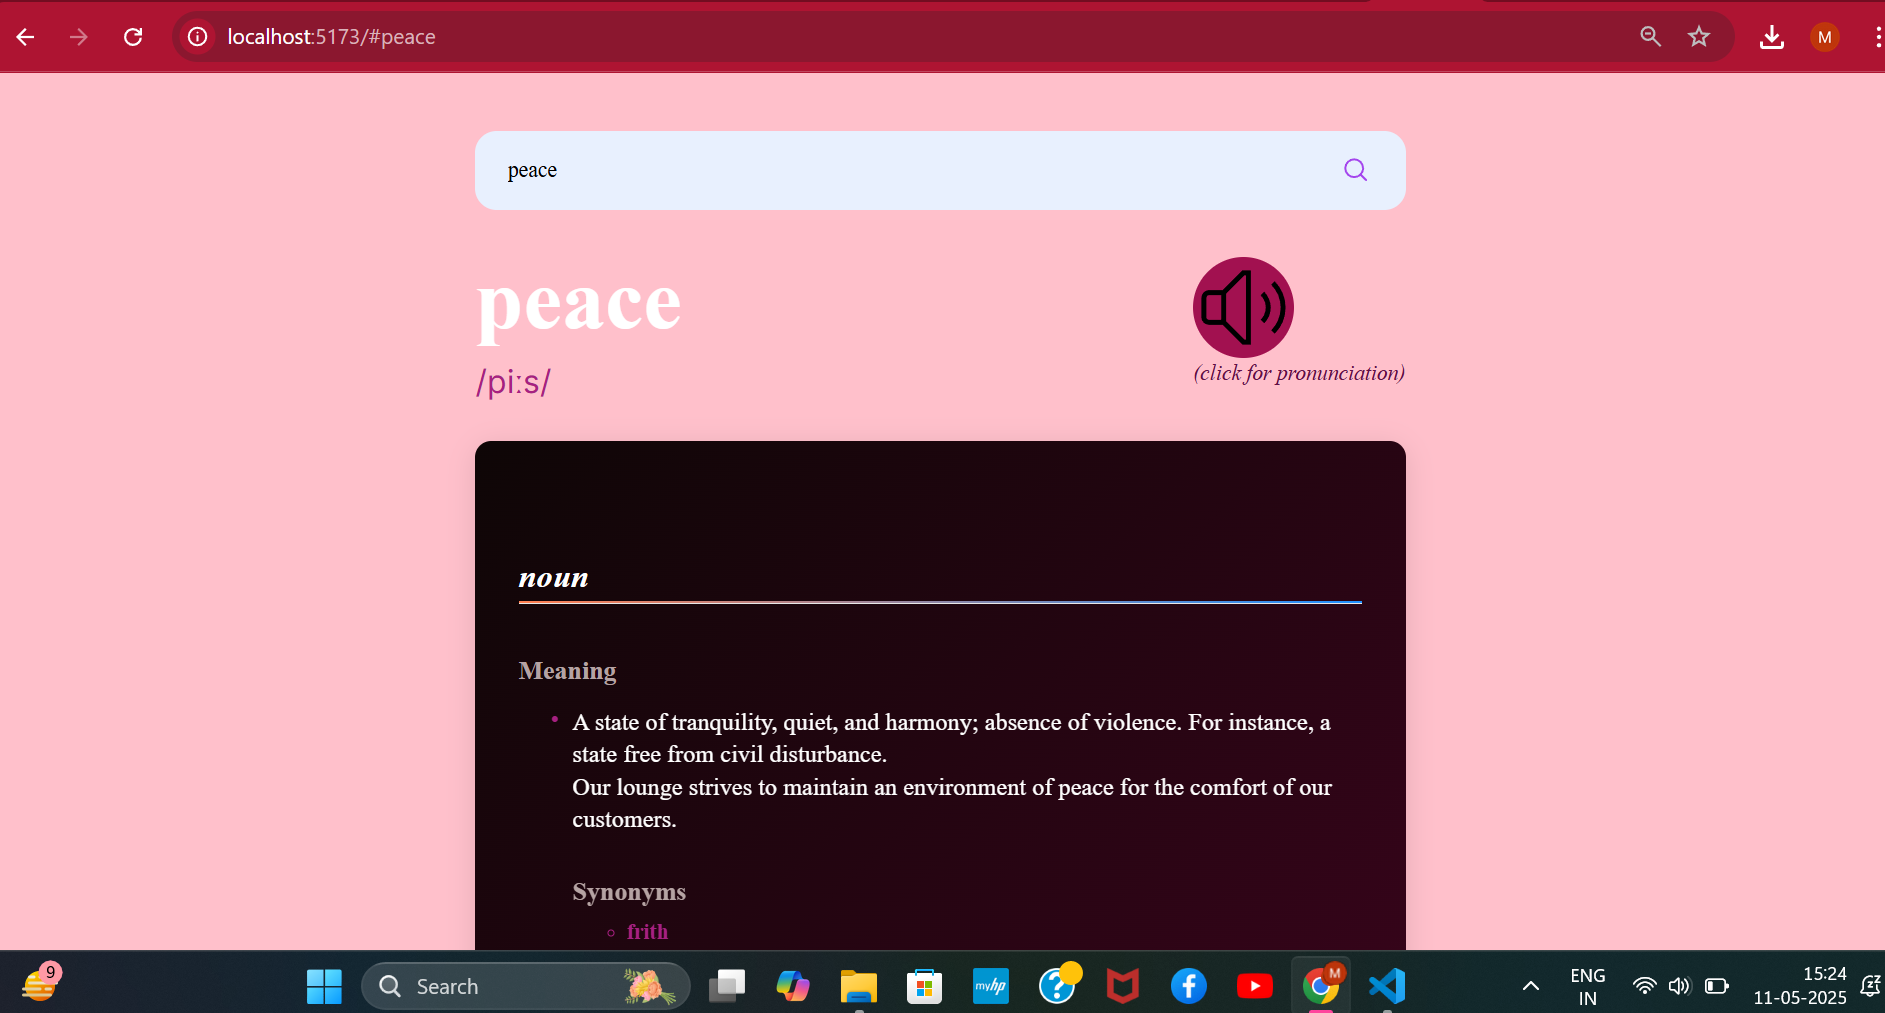 localhost:5173/#peace
M
peace
peace
/piːs/
(click for pronunciation)
noun
Meaning
• A state of tranquility, quiet, and harmony; absence of violence. For instance, a
state free from civil disturbance.
Our lounge strives to maintain an environment of peace for the comfort of our
customers.
Synonyms
◦ frith
9
Search
myhp
?
f
M
ENG
IN
15:24
11-05-2025